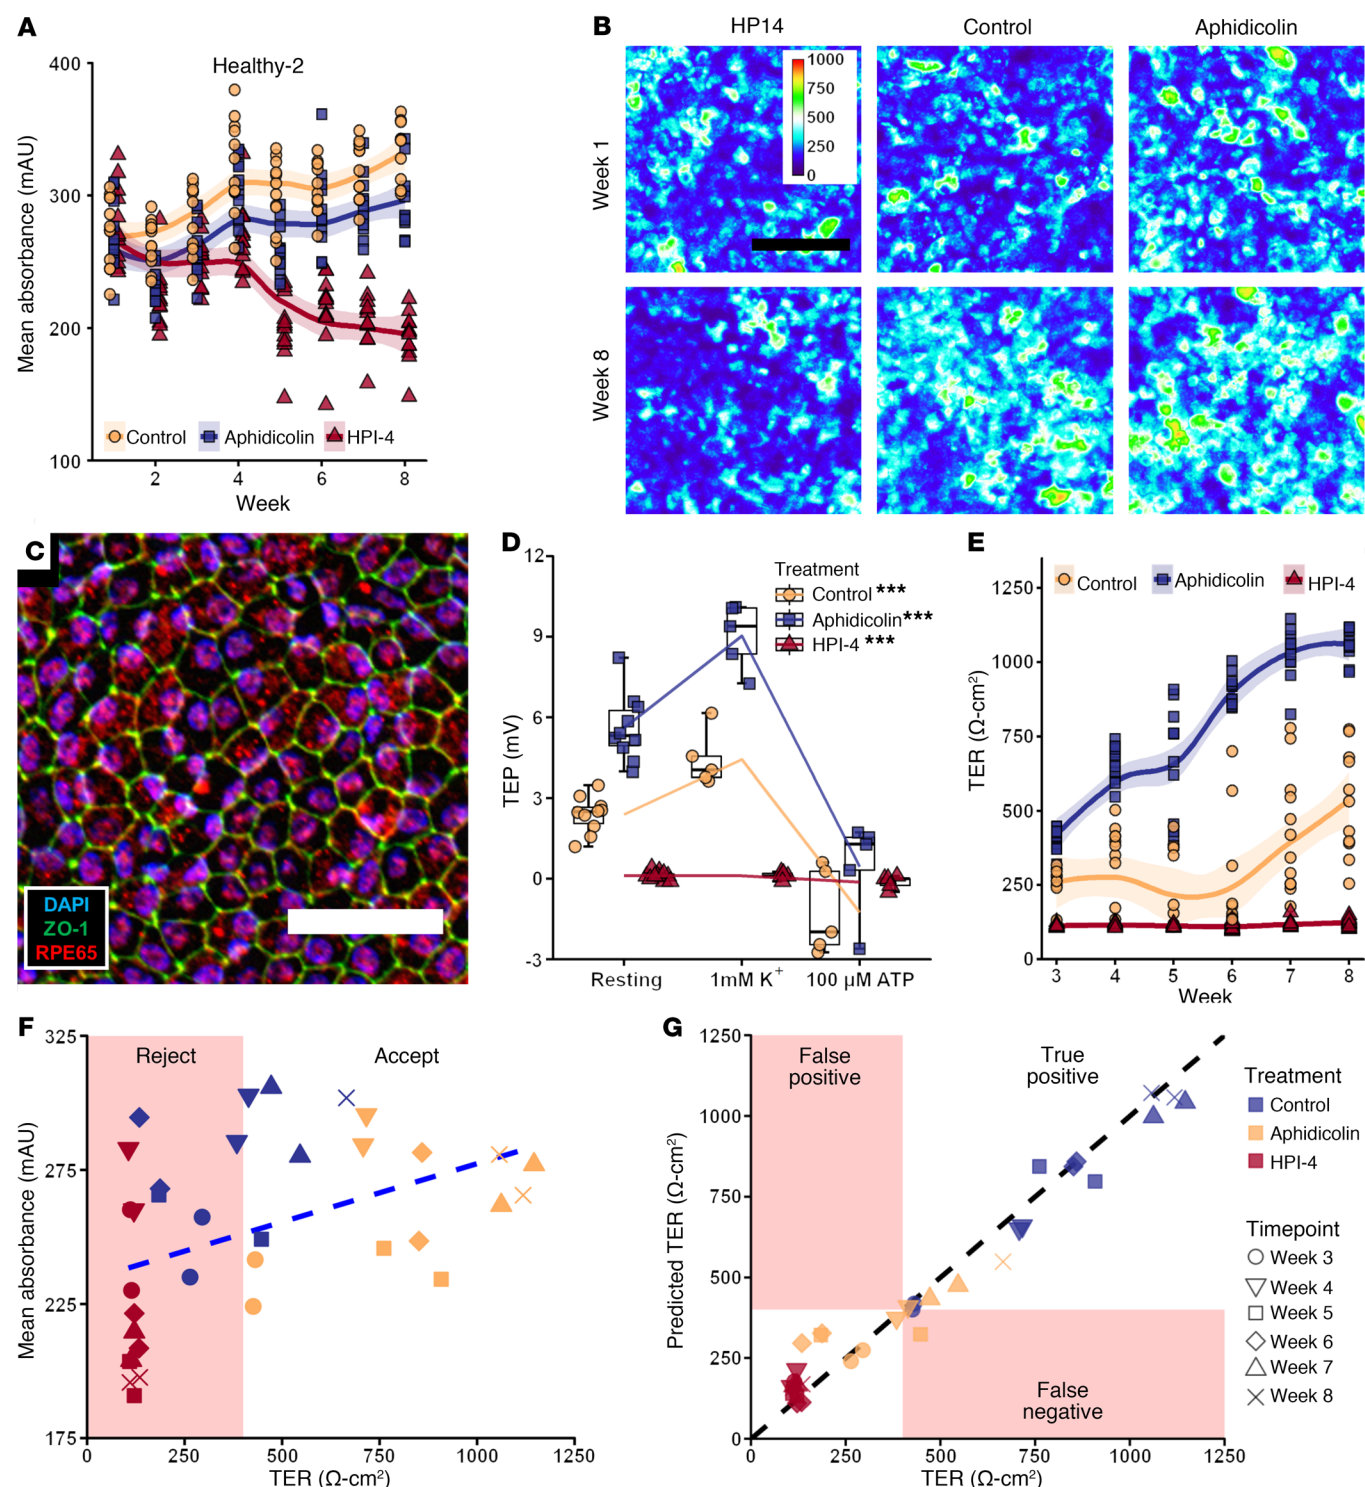 A
Healthy-2
400
300
200
100
Mean absorbance (mAU)
Control Aphidicolin HPI-4
2 4 6 8
Week
B
HP14 Control Aphidicolin
Week 1
1000
750
500
250
0
Week 8
C
DAPI
ZO-1
RPE65
D
12
9
6
3
0
-3
TEP (mV)
Treatment
Control ***
Aphidicolin ***
HPI-4 ***
Resting 1mM K+ 100 µM ATP
E
Control Aphidicolin HPI-4
1250
1000
750
500
250
0
TER (Ω-cm²)
3 4 5 6 7 8
Week
F
325
275
225
175
Mean absorbance (mAU)
Reject Accept
0 250 500 750 1000 1250
TER (Ω-cm²)
G
1250
1000
750
500
250
0
Predicted TER (Ω-cm²)
False
positive
True
positive
False
negative
0 250 500 750 1000 1250
TER (Ω-cm²)
Treatment
Control
Aphidicolin
HPI-4
Timepoint
Week 3
Week 4
Week 5
Week 6
Week 7
Week 8